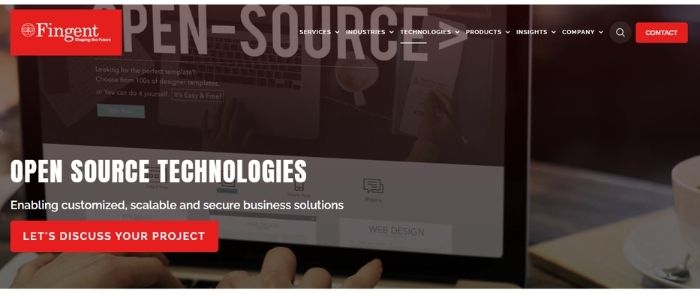 OPEN-SOURCE>
Fingent
Shaping the Future
SERVICES
INDUSTRIES
TECHNOLOGIES
PRODUCTS
INSIGHTS
COMPANY
CONTACT
Looking for the perfect template?
Choose from 100s of designer templates.
or You can do it yourself. It's Easy & Free!
OPEN SOURCE TECHNOLOGIES
Enabling customized, scalable and secure business solutions
LET'S DISCUSS YOUR PROJECT
WEB DESIGN